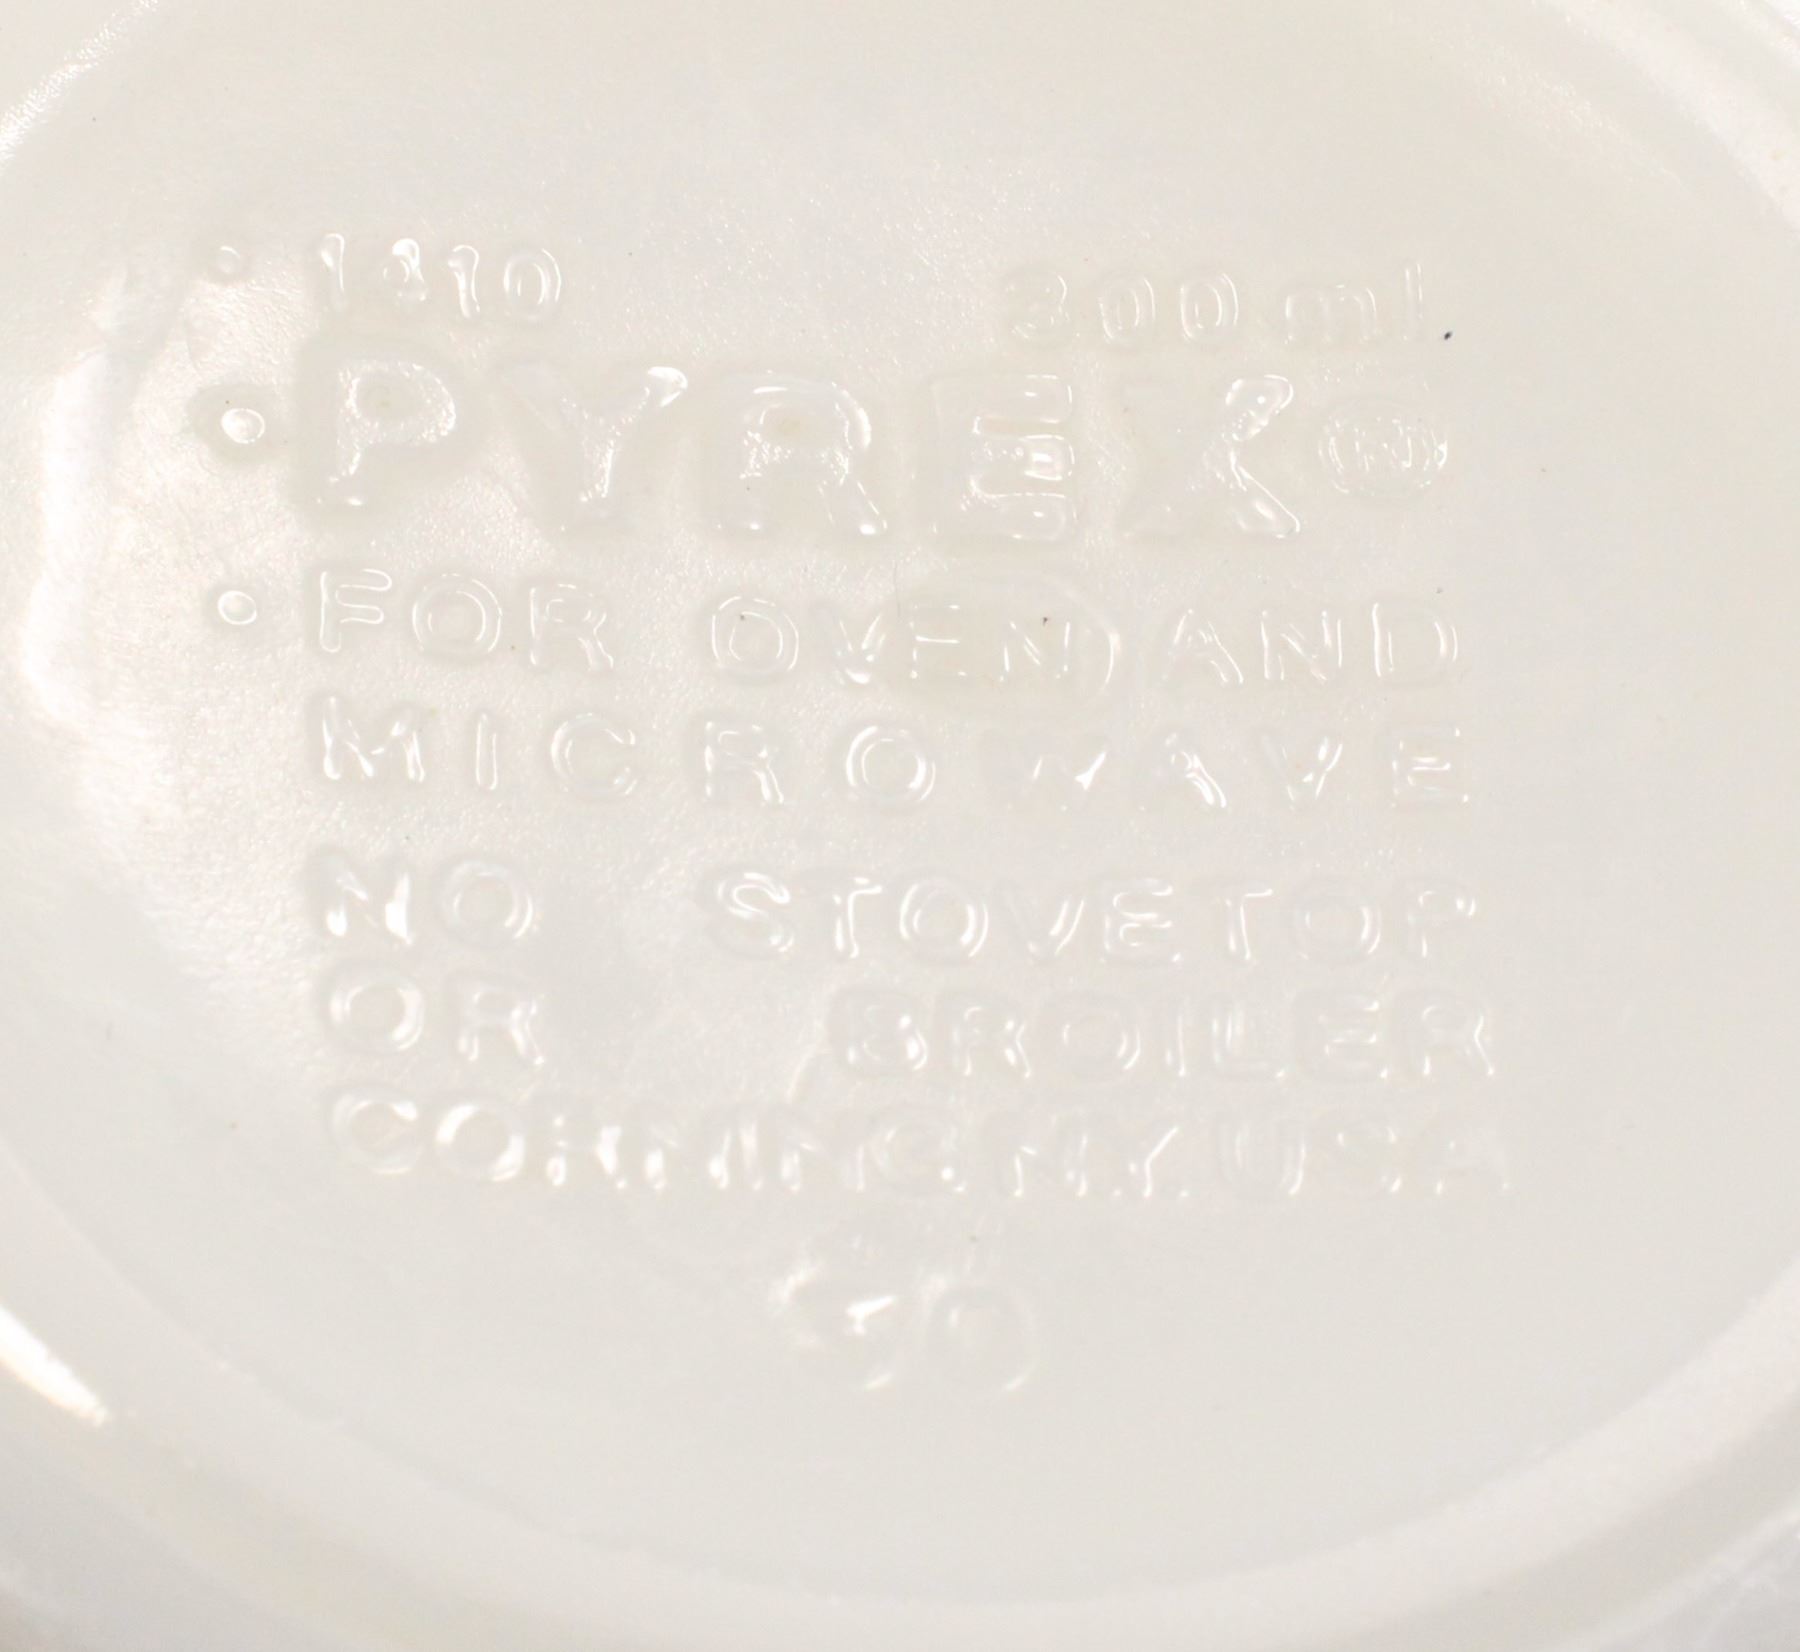 1410 300 ml.
PYREX®
FOR OVEN AND
MICROWAVE
NO STOVETOP
OR BROILER
CORNING, N.Y. USA